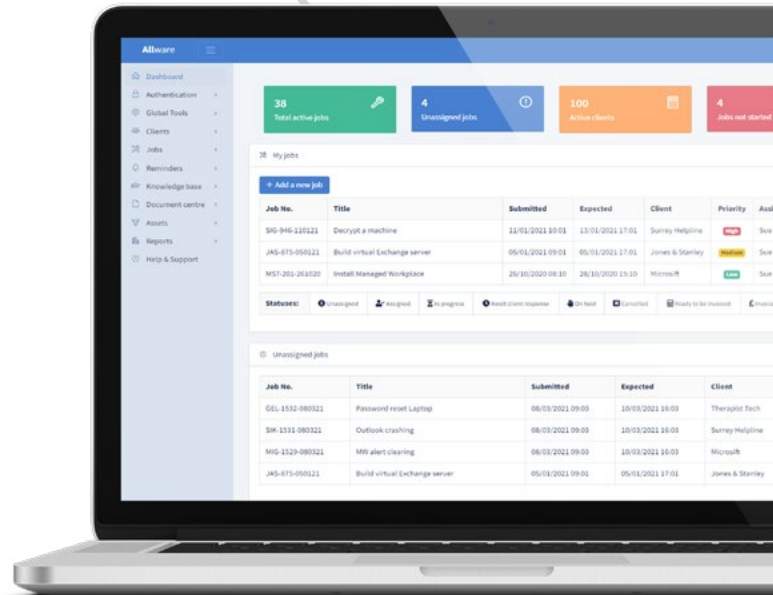 Allware
Dashboard
Authentication
Global Tools
Clients
Jobs
Reminders
Knowledge base
Document centre
Assets
Reports
Help & Support
38
Total active jobs
4
Unassigned jobs
100
Active clients
4
Jobs not started
My jobs
+ Add a new job
Job No. Title Submitted Expected Client Priority Assi
SIG-946-110121 Decrypt a machine 11/01/2021 10:01 13/01/2021 17:01 Surrey Helpline High Sue
JAS-875-050121 Build virtual Exchange server 05/01/2021 09:01 05/01/2021 17:01 Jones & Stanley Medium Sue
MST-201-261020 Install Managed Workplace 26/10/2020 08:10 28/10/2020 15:10 Microsift Low Sue
Statuses: Unassigned Assigned In progress Await client response On hold Cancelled Ready to be invoiced Invoic
Unassigned jobs
Job No. Title Submitted Expected Client
GEL-1532-080321 Password reset Laptop 08/03/2021 09:03 10/03/2021 16:03 Therapist Tech
SIK-1531-080321 Outlook crashing 08/03/2021 09:03 10/03/2021 16:03 Surrey Helpline
MIG-1529-080321 MW alert clearing 08/03/2021 09:03 10/03/2021 16:03 Microsift
JAS-875-050121 Build virtual Exchange server 05/01/2021 09:01 05/01/2021 17:01 Jones & Stanley